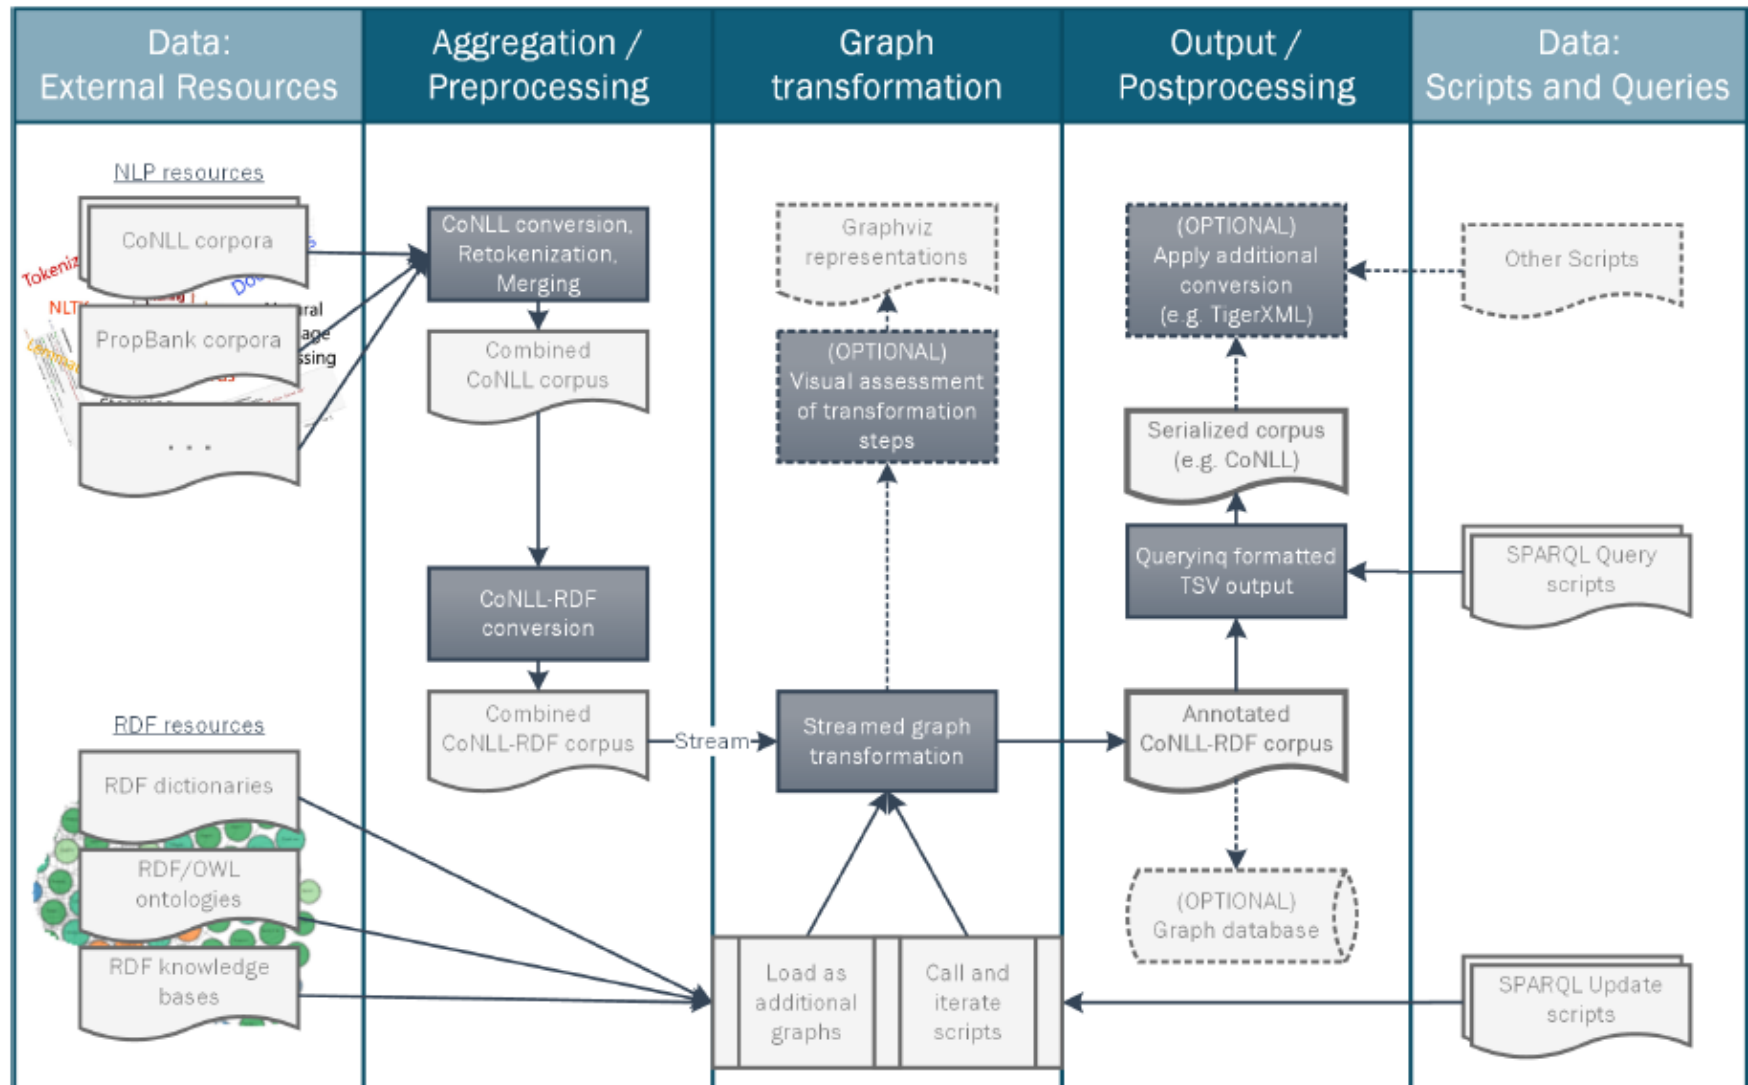 Data:
External Resources
Aggregation /
Preprocessing
Graph
transformation
Output /
Postprocessing
Data:
Scripts and Queries
NLP resources
CoNLL corpora
PropBank corpora
. . .
CoNLL conversion,
Retokenization,
Merging
Combined
CoNLL corpus
CoNLL-RDF
conversion
Combined
CoNLL-RDF corpus
Stream
RDF resources
RDF dictionaries
RDF/OWL
ontologies
RDF knowledge
bases
Graphviz
representations
(OPTIONAL)
Visual assessment
of transformation
steps
Streamed graph
transformation
Load as
additional
graphs
Call and
iterate
scripts
(OPTIONAL)
Apply additional
conversion
(e.g. TigerXML)
Serialized corpus
(e.g. CoNLL)
Querying formatted
TSV output
Annotated
CoNLL-RDF corpus
(OPTIONAL)
Graph database
Other Scripts
SPARQL Query
scripts
SPARQL Update
scripts